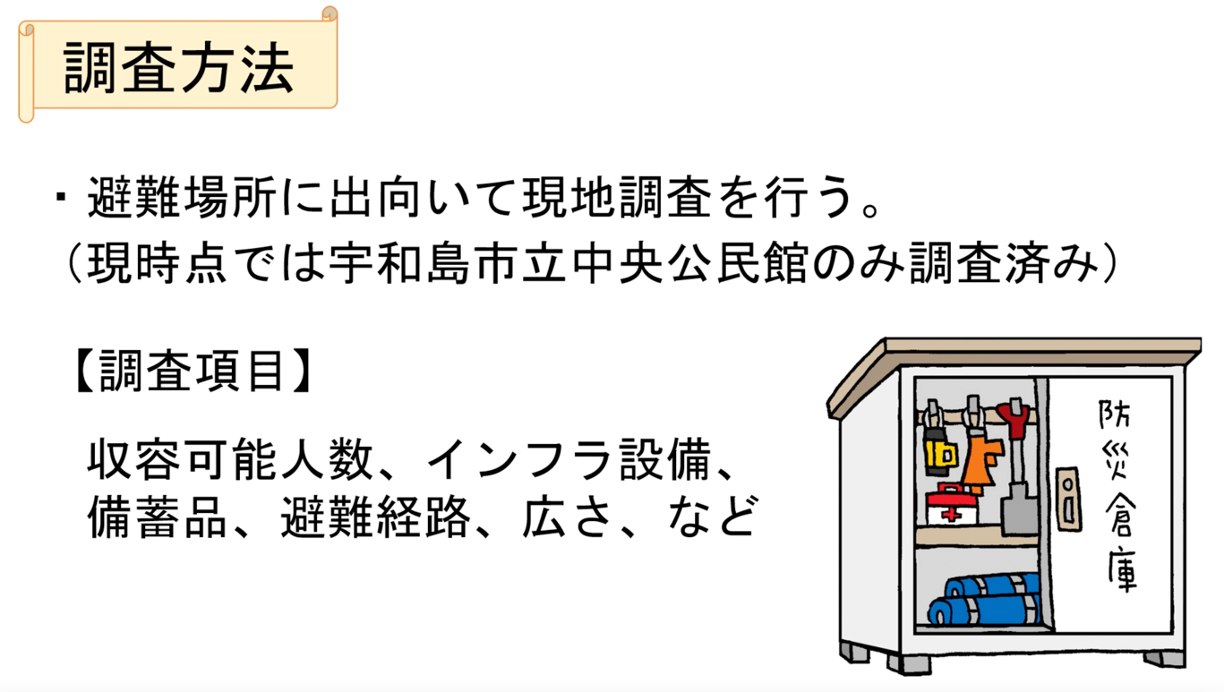 調査方法
・避難場所に出向いて現地調査を行う。
（現時点では宇和島市立中央公民館のみ調査済み）
【調査項目】
収容可能人数、インフラ設備、
備蓄品、避難経路、広さ、など
防災倉庫